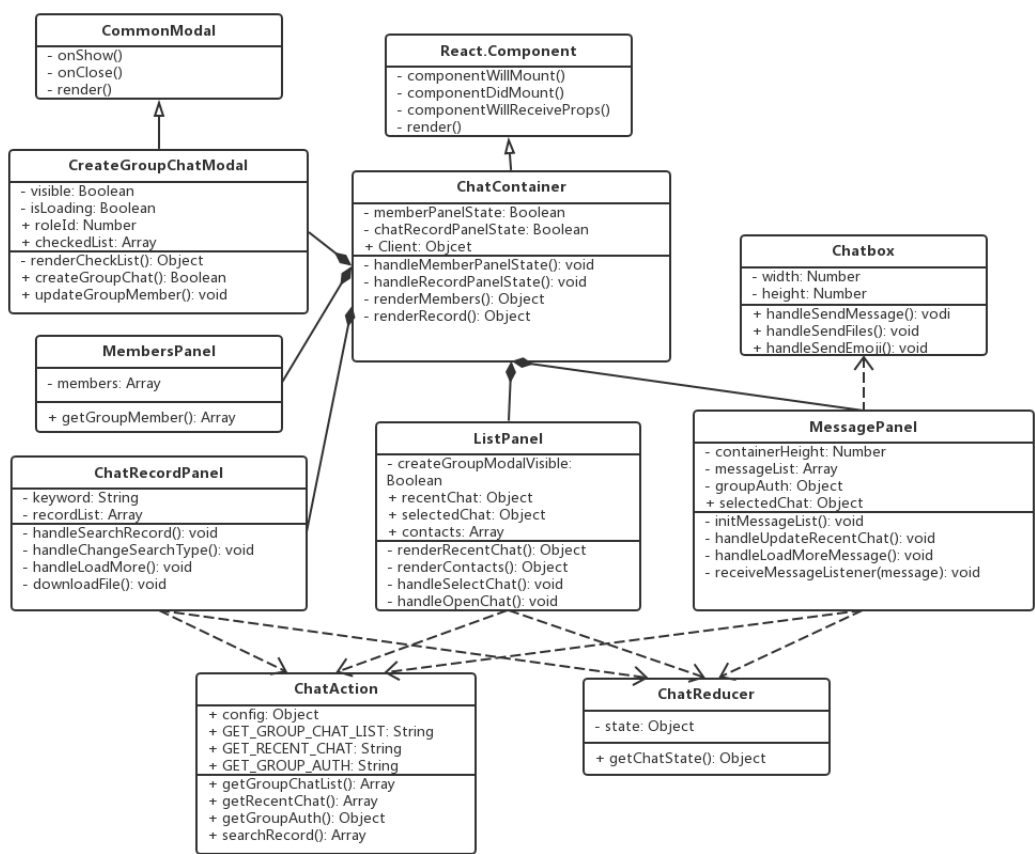 CommonModal
- onShow()
- onClose()
- render()
React.Component
- componentWillMount()
- componentDidMount()
- componentWillReceiveProps()
- render()
CreateGroupChatModal
- visible: Boolean
- isLoading: Boolean
+ roleId: Number
+ checkedList: Array
- renderCheckList(): Object
+ createGroupChat(): Boolean
+ updateGroupMember(): void
ChatContainer
- memberPanelState: Boolean
- chatRecordPanelState: Boolean
+ Client: Objcet
- handleMemberPanelState(): void
- handleRecordPanelState(): void
- renderMembers(): Object
- renderRecord(): Object
Chatbox
- width: Number
- height: Number
+ handleSendMessage(): vodi
+ handleSendFiles(): void
+ handleSendEmoji(): void
MembersPanel
- members: Array
+ getGroupMember(): Array
ChatRecordPanel
- keyword: String
- recordList: Array
- handleSearchRecord(): void
- handleChangeSearchType(): void
- handleLoadMore(): void
- downloadFile(): void
ListPanel
- createGroupModalVisible:
Boolean
+ recentChat: Object
+ selectedChat: Object
+ contacts: Array
- renderRecentChat(): Object
- renderContacts(): Object
- handleSelectChat(): void
- handleOpenChat(): void
MessagePanel
- containerHeight: Number
- messageList: Array
- groupAuth: Object
+ selectedChat: Object
- initMessageList(): void
- handleUpdateRecentChat(): void
- handleLoadMoreMessage(): void
- receiveMessageListener(message): void
ChatAction
+ config: Object
+ GET_GROUP_CHAT_LIST: String
+ GET_RECENT_CHAT: String
+ GET_GROUP_AUTH: String
+ getGroupChatList(): Array
+ getRecentChat(): Array
+ getGroupAuth(): Object
+ searchRecord(): Array
ChatReducer
- state: Object
+ getChatState(): Object